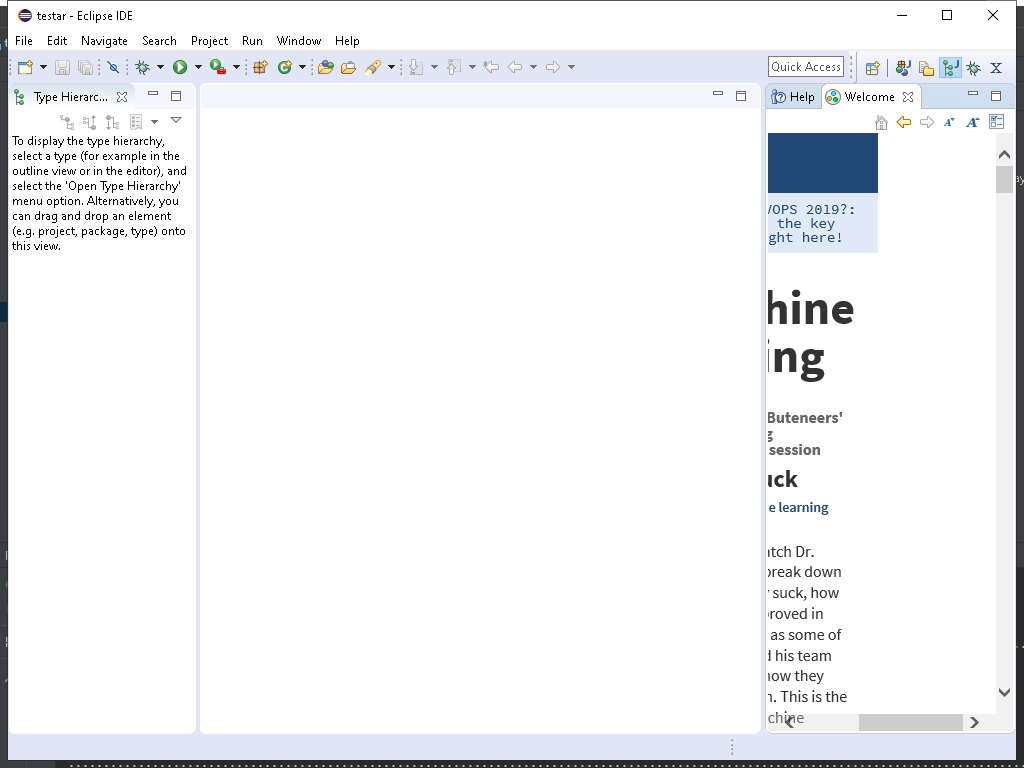 testar - Eclipse IDE
File Edit Navigate Search Project Run Window Help
Quick Access
Type Hierarc...
Help
Welcome
To display the type hierarchy,
select a type (for example in the
outline view or in the editor), and
select the 'Open Type Hierarchy'
menu option. Alternatively, you
can drag and drop an element
(e.g. project, package, type) onto
this view.
VOPS 2019?:
the key
ght here!
hine
ing
Buteneers'
g
session
uck
e learning
atch Dr.
break down
suck, how
proved in
as some of
d his team
how they
n. This is the
chine